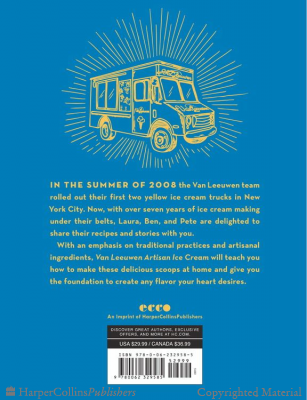 IN THE SUMMER OF 2008 the Van Leeuwen team
rolled out their first two yellow ice cream trucks in New
York City. Now, with over seven years of ice cream making
under their belts, Laura, Ben, and Pete are delighted to
share their recipes and stories with you.
With an emphasis on traditional practices and artisanal
ingredients, Van Leeuwen Artisan Ice Cream will teach you
how to make these delicious scoops at home and give you
the foundation to create any flavor your heart desires.
ecco
An Imprint of HarperCollinsPublishers
DISCOVER GREAT AUTHORS, EXCLUSIVE
OFFERS, AND MORE AT HC.COM.
USA $29.99 / CANADA $36.99
ISBN 978-0-06-232958-5
52999
9 780062 329585
HarperCollinsPublishers
Copyrighted Material